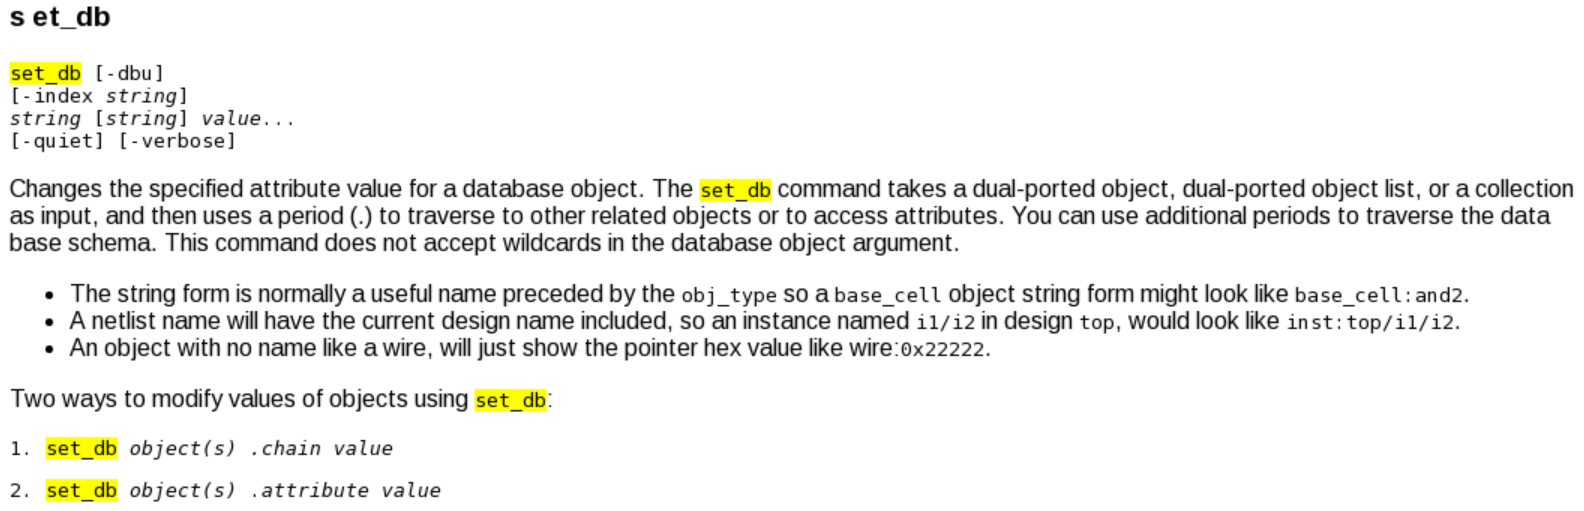 s et_db
set_db [-dbu]
[-index string]
string [string] value...
[-quiet] [-verbose]
Changes the specified attribute value for a database object. The set_db command takes a dual-ported object, dual-ported object list, or a collection
as input, and then uses a period (.) to traverse to other related objects or to access attributes. You can use additional periods to traverse the data
base schema. This command does not accept wildcards in the database object argument.
• The string form is normally a useful name preceded by the obj_type so a base_cell object string form might look like base_cell:and2.
• A netlist name will have the current design name included, so an instance named i1/i2 in design top, would look like inst:top/i1/i2.
• An object with no name like a wire, will just show the pointer hex value like wire:0x22222.
Two ways to modify values of objects using set_db:
1. set_db object(s) .chain value
2. set_db object(s) .attribute value